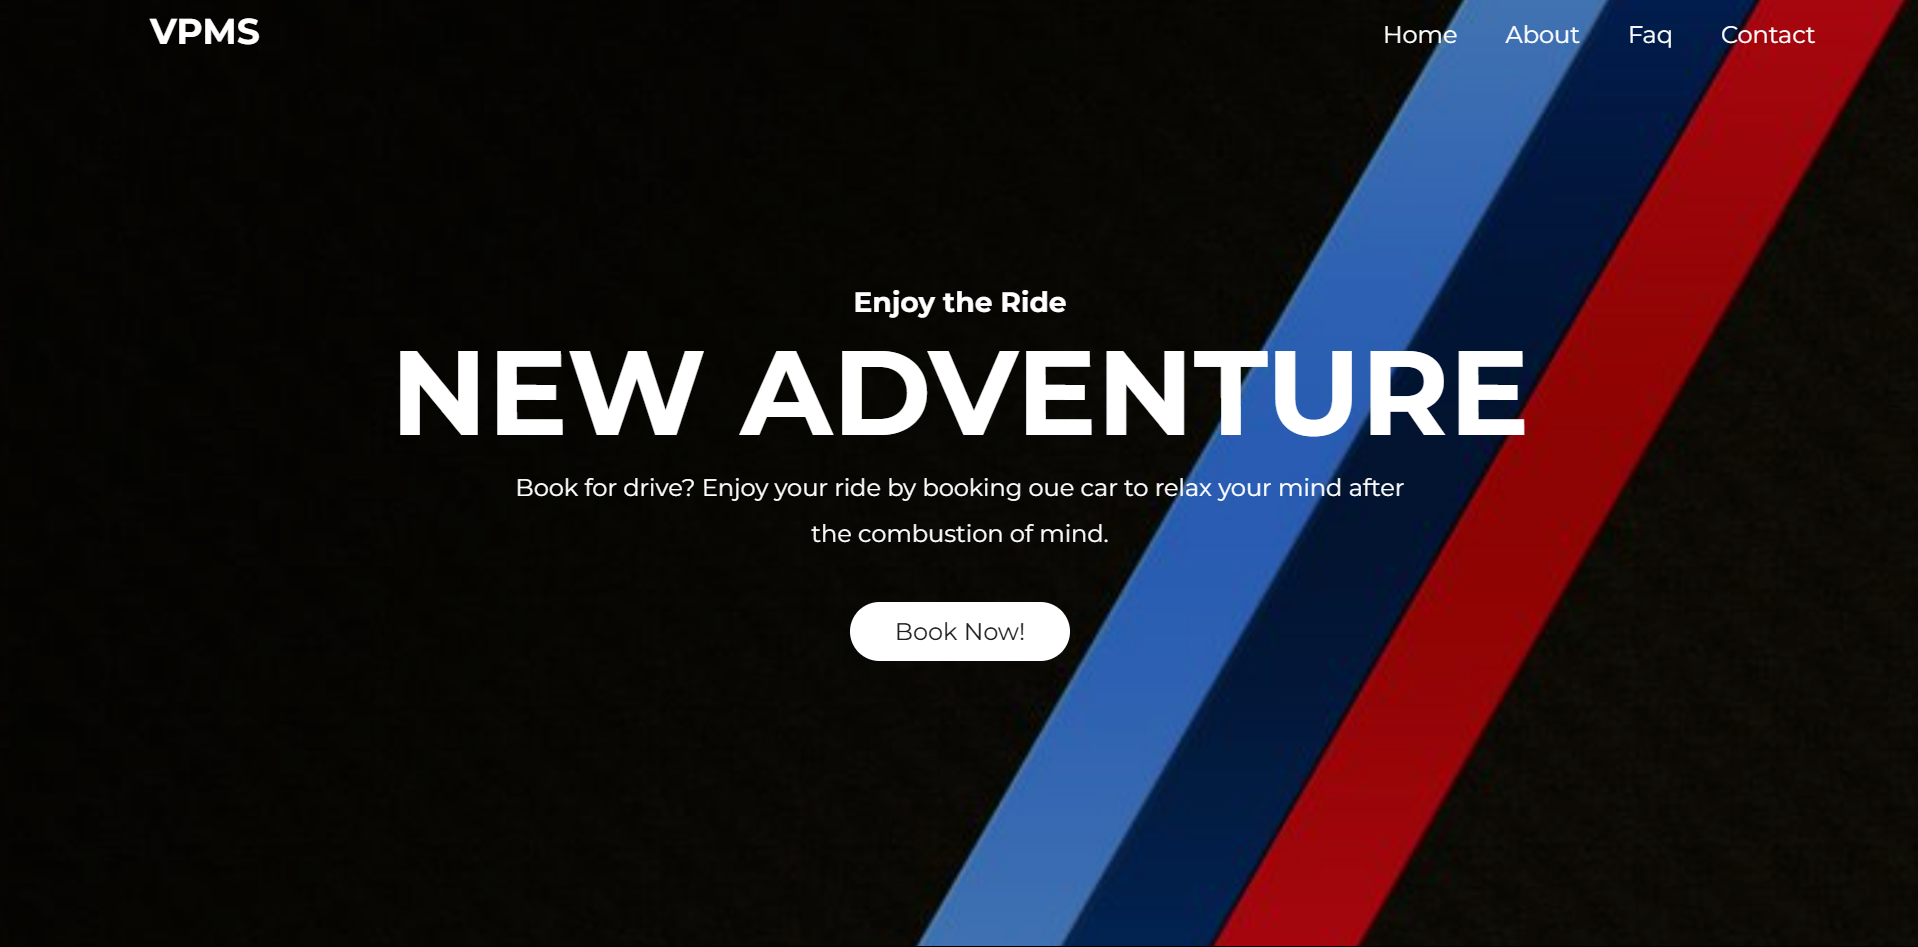 VPMS
Home About Faq Contact
Enjoy the Ride
NEW ADVENTURE
Book for drive? Enjoy your ride by booking oue car to relax your mind after
the combustion of mind.
Book Now!